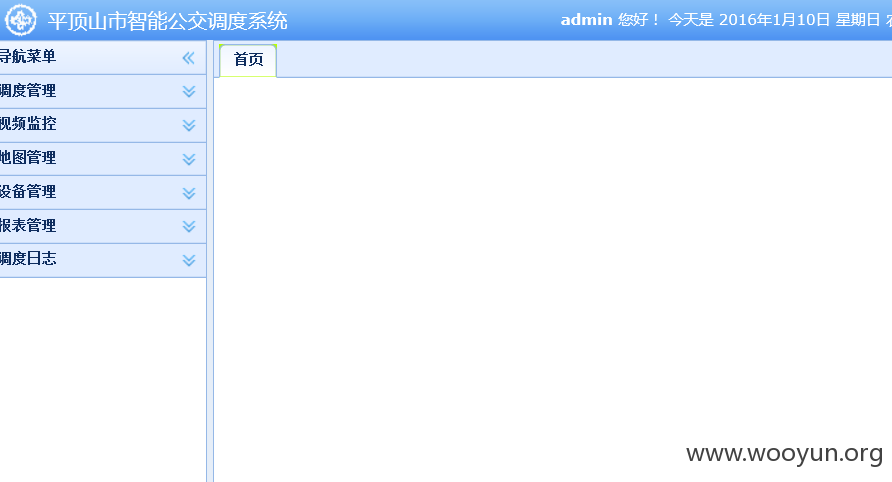 平顶山市智能公交调度系统
admin 您好！ 今天是 2016年1月10日 星期日
导航菜单
首页
调度管理
视频监控
地图管理
设备管理
报表管理
调度日志
www.wooyun.org